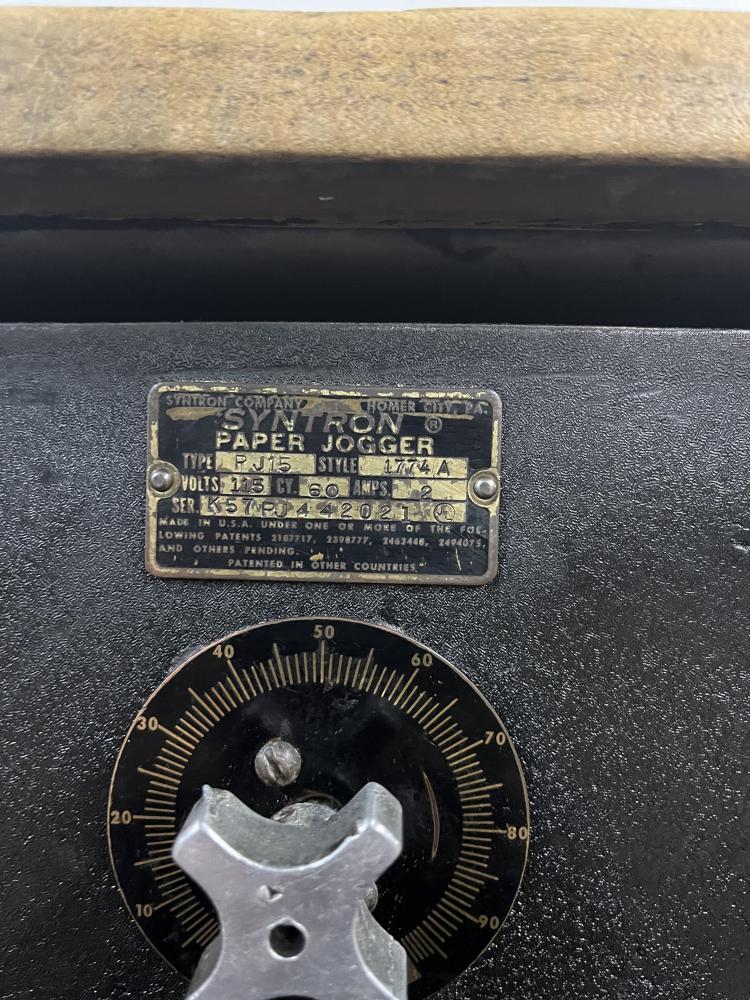 SYNTRON COMPANY HOMER CITY, PA.
SYNTRON ®
PAPER JOGGER
TYPE PJ15 STYLE 1774A
VOLTS 115 CY. 60 AMPS. 2
SER. K57PJ442021 UL
MADE IN U.S.A. UNDER ONE OR MORE OF THE FOL-
LOWING PATENTS 2187717, 2398777, 2463448, 2494075,
AND OTHERS PENDING.
PATENTED IN OTHER COUNTRIES.
10 20 30 40 50 60 70 80 90